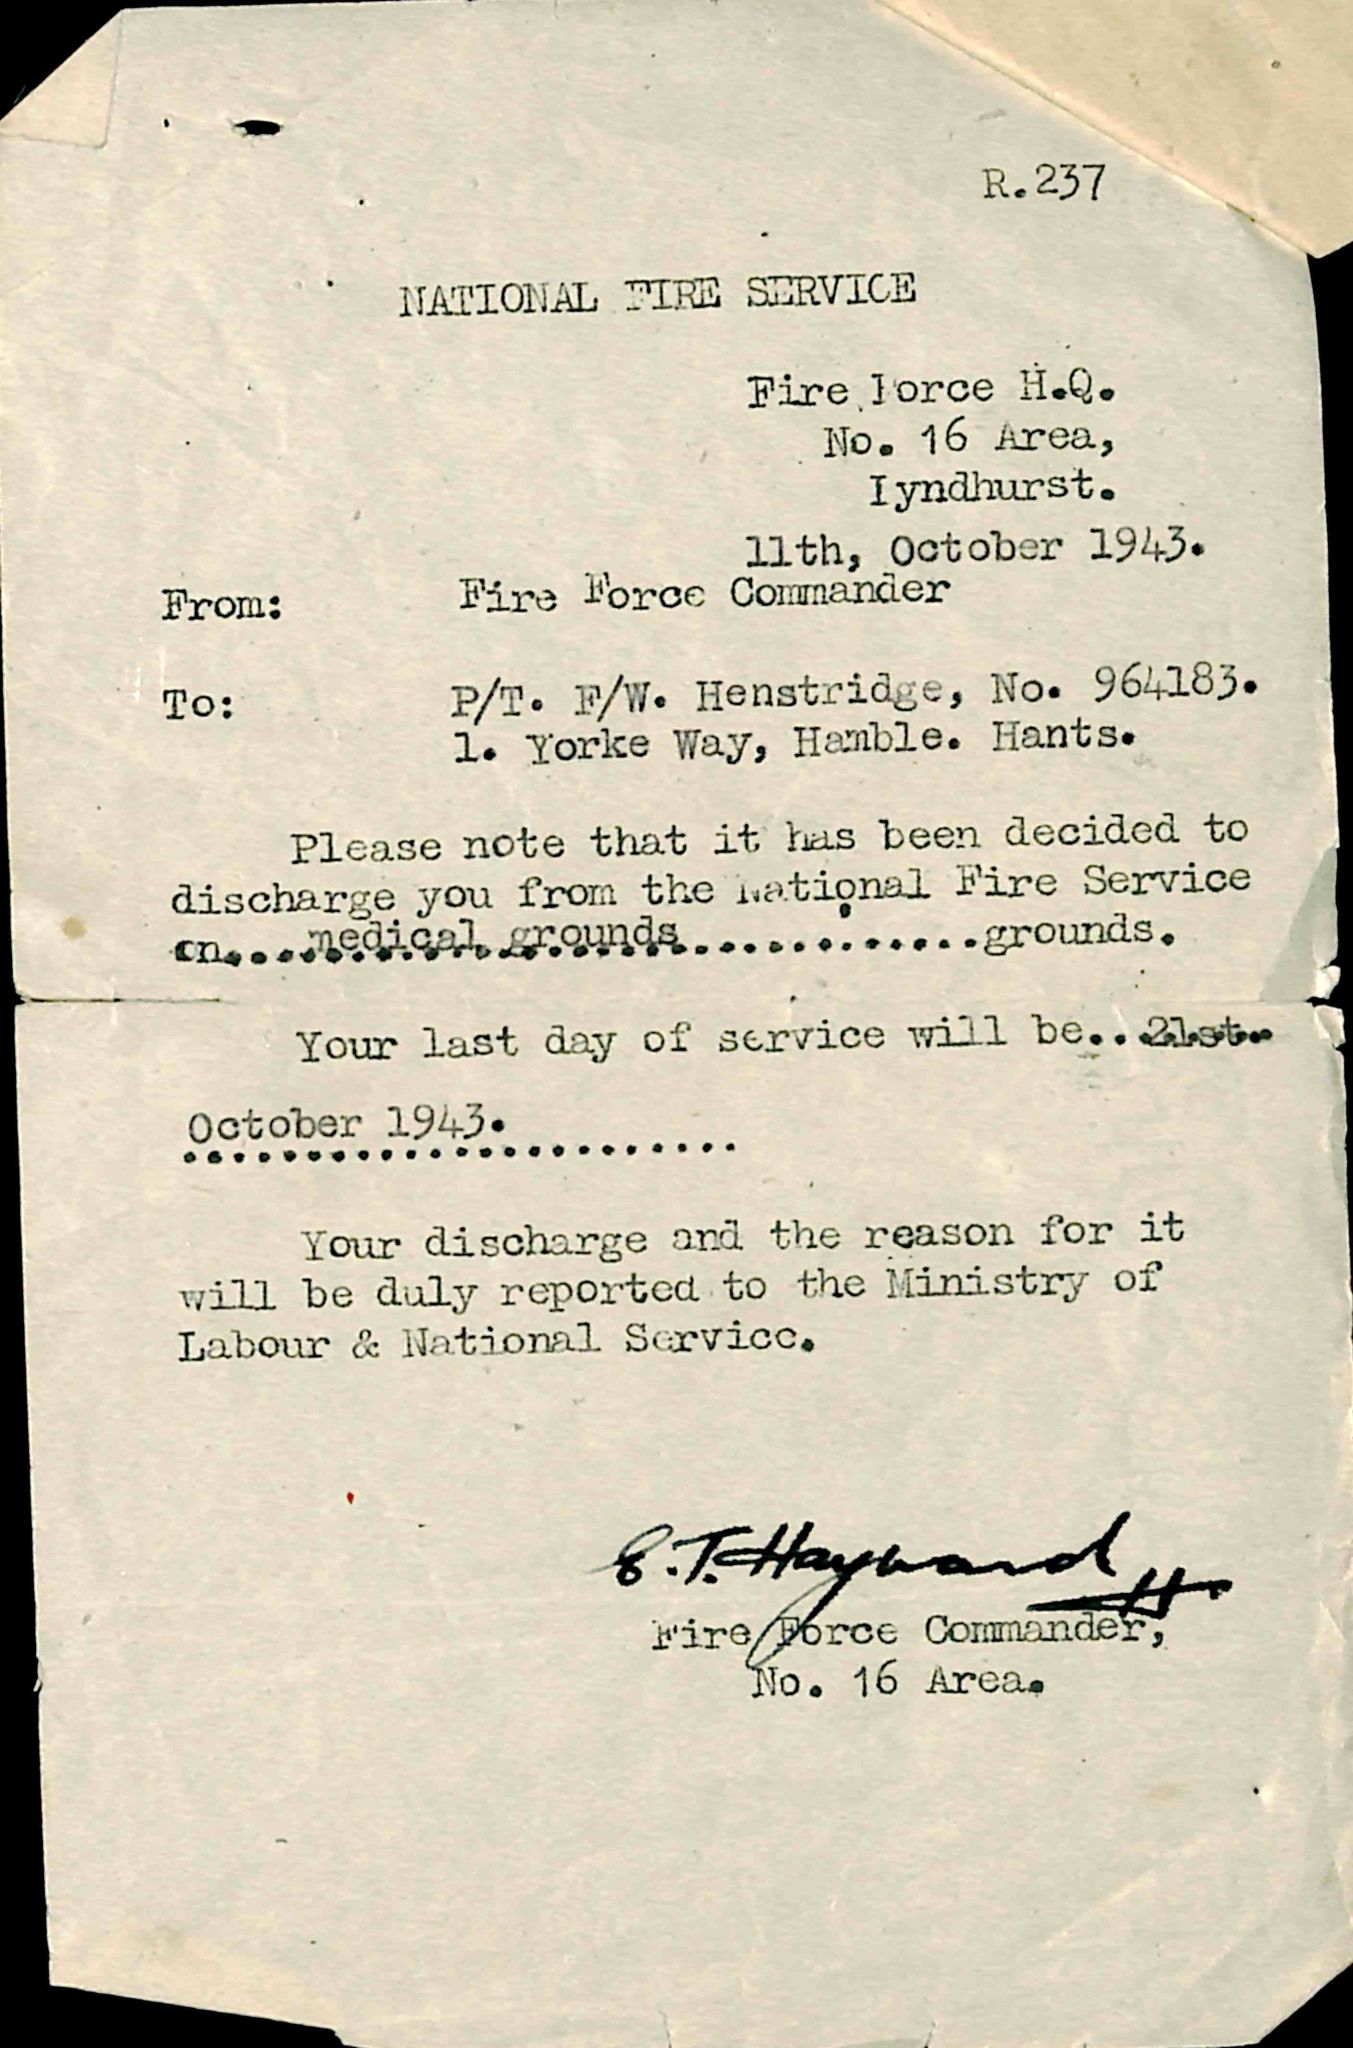 R.237
NATIONAL FIRE SERVICE
Fire Force H.Q.
No. 16 Area,
Lyndhurst.
11th, October 1943.
From: Fire Force Commander
To: P/T. F/W. Henstridge, No. 964183.
1. Yorke Way, Hamble. Hants.
Please note that it has been decided to
discharge you from the National Fire Service
on....medical grounds..............grounds.
Your last day of service will be..21st..
October 1943.
.......................
Your discharge and the reason for it
will be duly reported to the Ministry of
Labour & National Service.
E.T. Hayward
Fire Force Commander,
No. 16 Area.